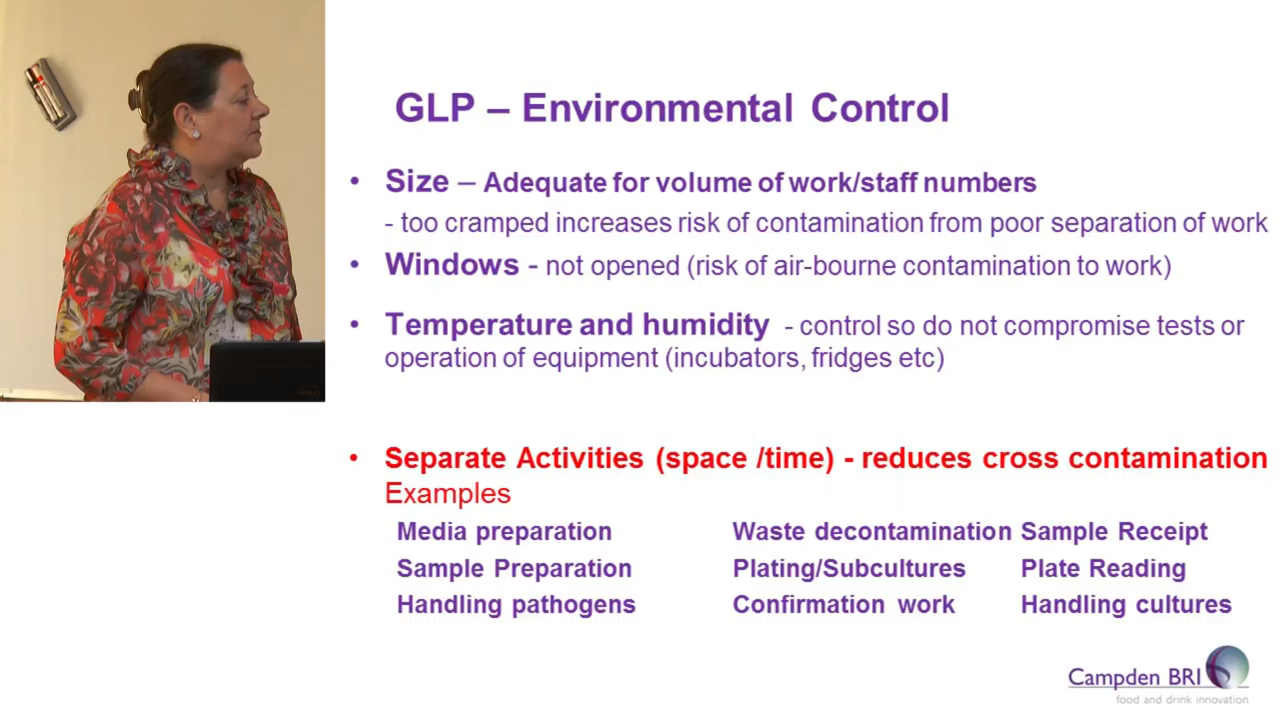 GLP – Environmental Control
• Size – Adequate for volume of work/staff numbers
- too cramped increases risk of contamination from poor separation of work
• Windows - not opened (risk of air-bourne contamination to work)
• Temperature and humidity - control so do not compromise tests or
operation of equipment (incubators, fridges etc)
• Separate Activities (space /time) - reduces cross contamination
Examples
Media preparation Waste decontamination Sample Receipt
Sample Preparation Plating/Subcultures Plate Reading
Handling pathogens Confirmation work Handling cultures
Campden BRI
food and drink innovation